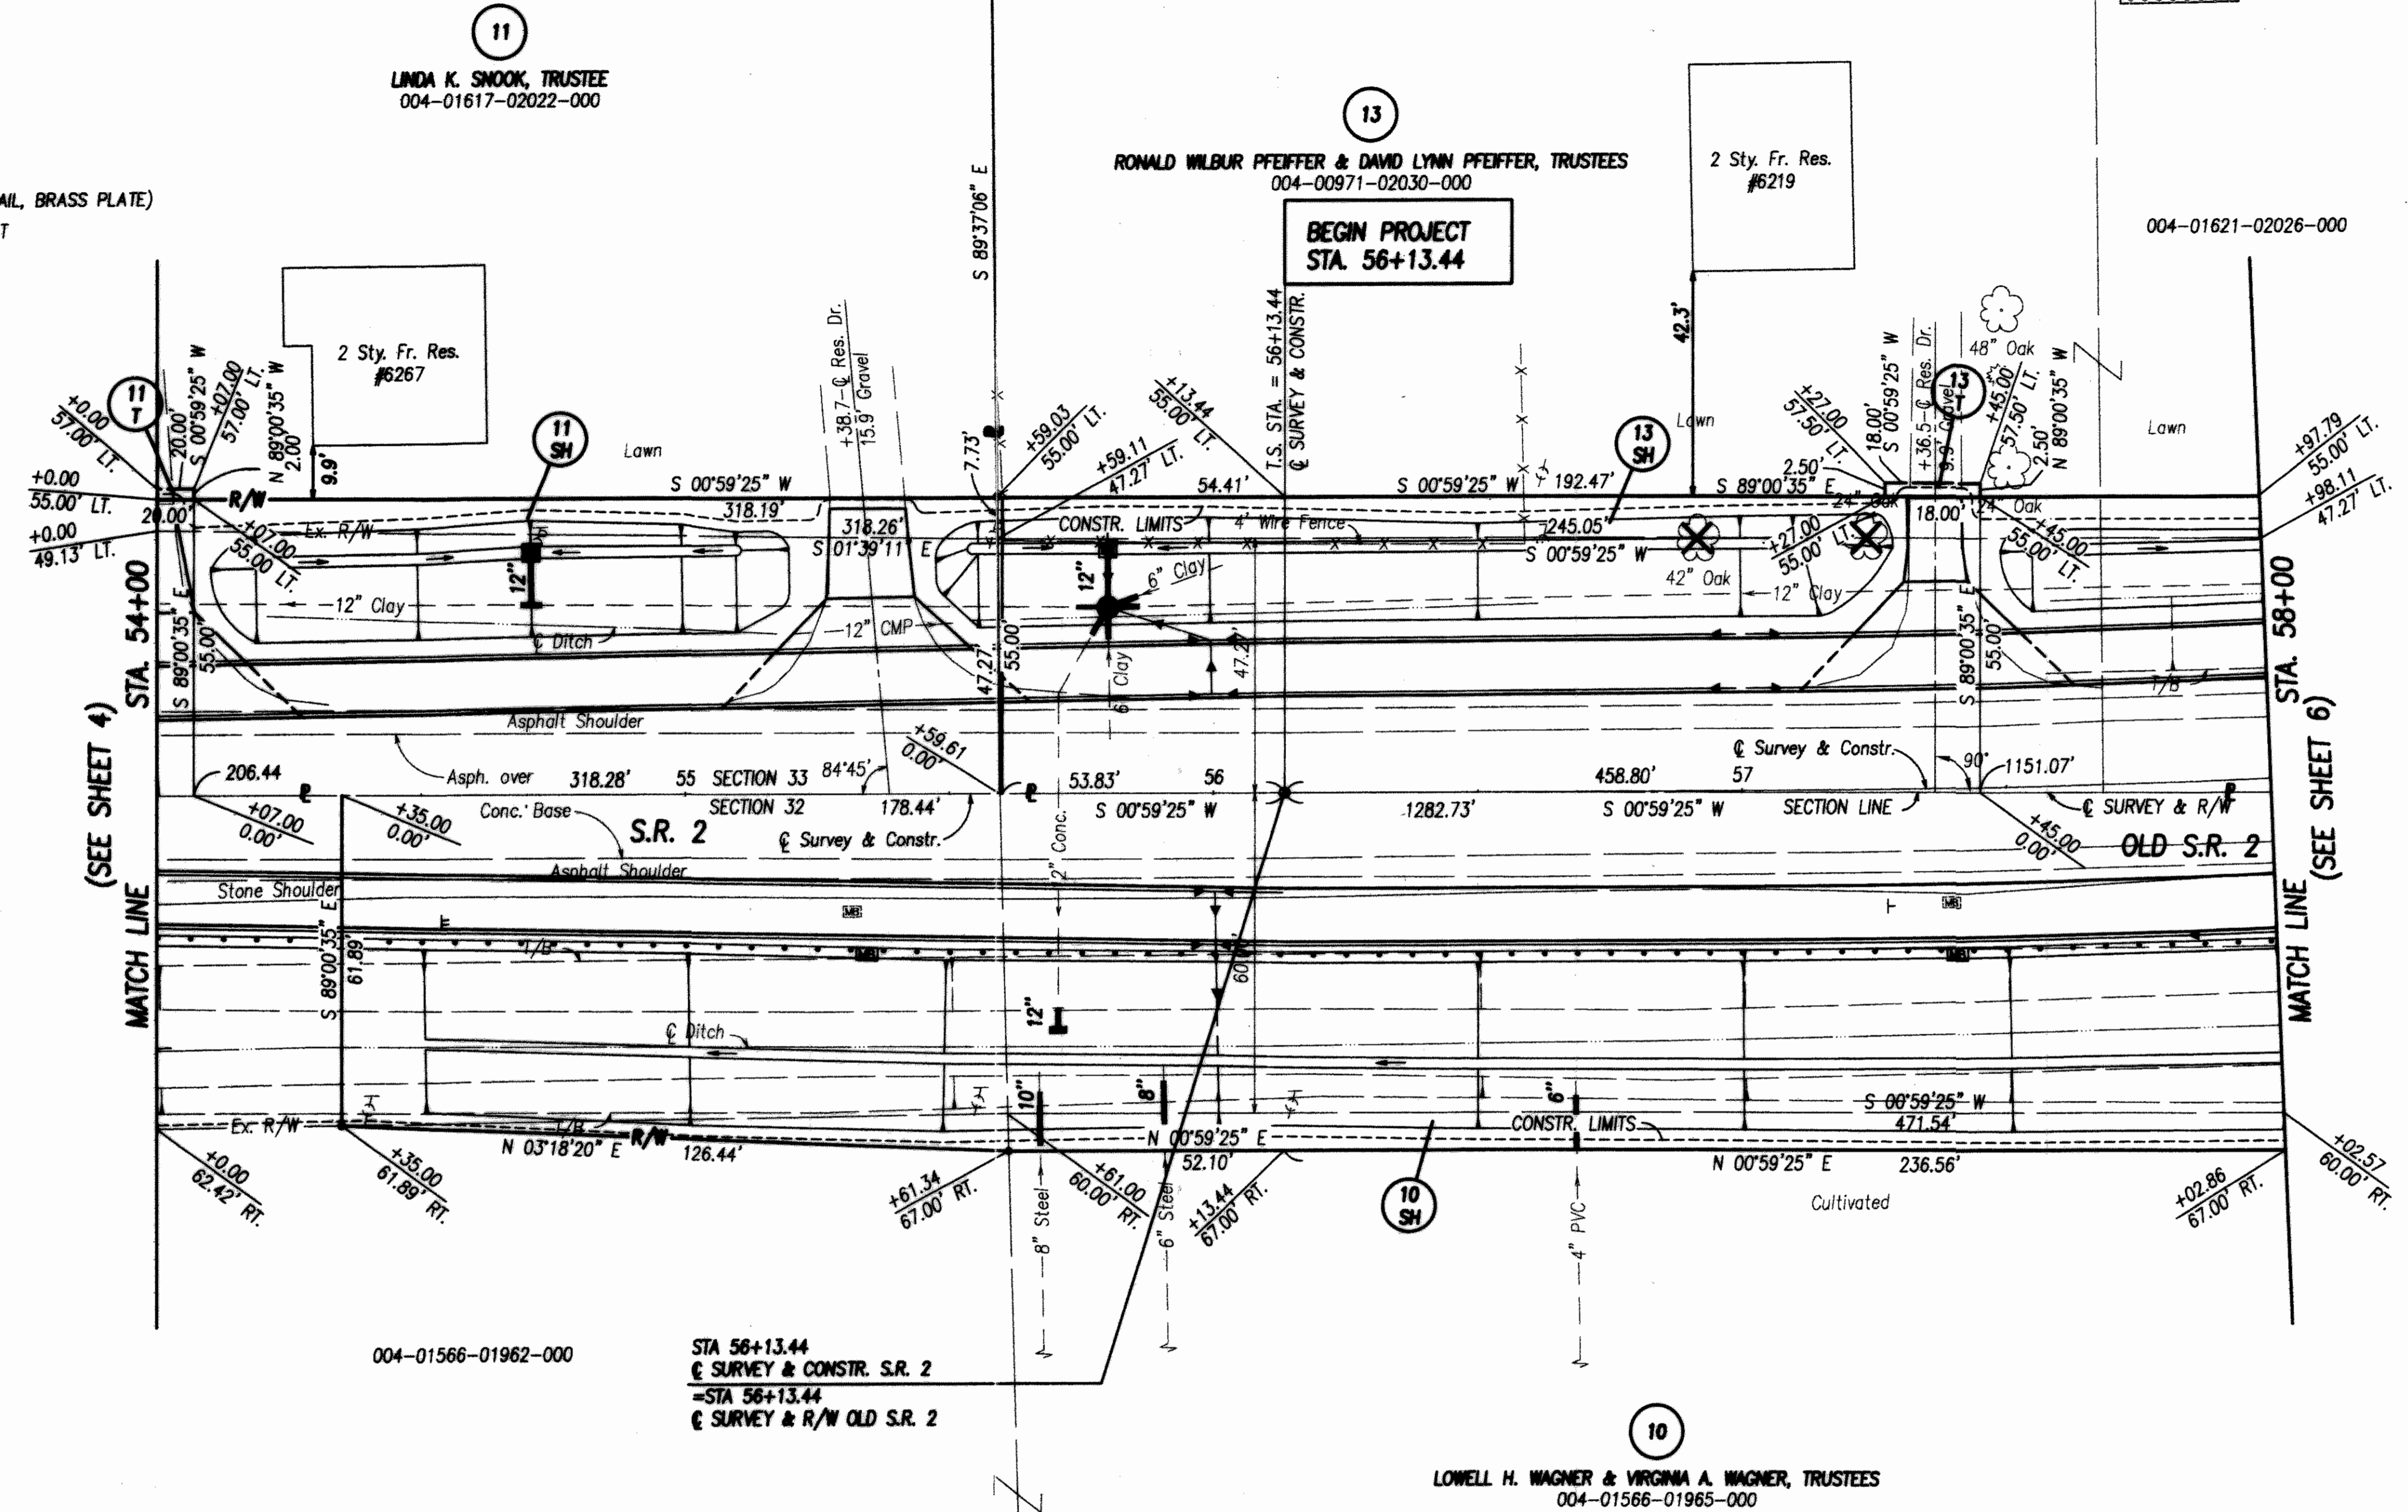 11
LINDA K. SNOOK, TRUSTEE
004-01617-02022-000
AIL, BRASS PLATE)
T
S 89°37'06" E
13
RONALD WILBUR PFEIFFER & DAVID LYNN PFEIFFER, TRUSTEES
004-00971-02030-000
BEGIN PROJECT
STA. 56+13.44
2 Sty. Fr. Res.
#6219
004-01621-02026-000
2 Sty. Fr. Res.
#6267
42.3'
T.S. STA. = 56+13.44
℄ SURVEY & CONSTR.
+38.7-℄ Res. Dr.
15.9' Gravel
11
T
+0.00
57.00' LT.
20.00'
S 00°59'25" W
+07.00
57.00' LT.
N 89°00'35" W
2.00'
9.9'
11
SH
Lawn
7.73'
+59.03
55.00' LT.
+59.11
47.27' LT.
+13.44
55.00' LT.
13
SH
Lawn
+27.00
57.50' LT.
18.00'
S 00°59'25" W
+36.5-℄ Res. Dr.
9.9' Gravel
13
T
48" Oak
+45.00
57.50' LT.
2.50'
N 89°00'35" W
Lawn
+97.79
55.00' LT.
+98.11
47.27' LT.
+0.00
55.00' LT.
+0.00
49.13' LT.
R/W
20.00'
+07.00
55.00 LT.
Ex. R/W
S 00°59'25" W
318.19'
318.26'
S 01°39'11" E
54.41'
CONSTR. LIMITS
4' Wire Fence
S 00°59'25" W
192.47'
245.05'
S 00°59'25" W
2.50'
S 89°00'35" E
24" Oak
18.00'
24" Oak
+27.00
55.00' LT.
+45.00
55.00' LT.
42" Oak
12" Clay
12"
12" Clay
12"
6" Clay
6" Clay
12" CMP
℄ Ditch
S 89°00'35" E
55.00'
47.27'
55.00'
47.27'
S 89°00'35" E
55.00'
T/B
STA. 54+00
(SEE SHEET 4)
MATCH LINE
STA. 58+00
(SEE SHEET 6)
MATCH LINE
Asphalt Shoulder
Asph. over
Conc. Base
206.44
+07.00
0.00'
+35.00
0.00'
℄
318.28'
55
SECTION 33
SECTION 32
84°45'
178.44'
+59.61
0.00'
℄ Survey & Constr.
S.R. 2
53.83'
56
S 00°59'25" W
1282.73'
458.80'
57
S 00°59'25" W
℄ Survey & Constr.
SECTION LINE
90°
1151.07'
℄ SURVEY & R/W
+45.00
0.00'
OLD S.R. 2
12" Conc.
Asphalt Shoulder
Stone Shoulder
S 89°00'35" E
61.89'
T/B
MB
MB
MB
MB
60.00'
12"
℄ Ditch
10"
8"
6"
S 00°59'25" W
471.54'
CONSTR. LIMITS
Ex. R/W
T/B
R/W
N 03°18'20" E
126.44'
N 00°59'25" E
52.10'
N 00°59'25" E
236.56'
+0.00
62.42' RT.
+35.00
61.89' RT.
+61.34
67.00' RT.
+61.00
60.00' RT.
+13.44
67.00' RT.
+02.86
67.00' RT.
+02.57
60.00' RT.
8" Steel
6" Steel
4" PVC
10
SH
Cultivated
004-01566-01962-000
STA 56+13.44
℄ SURVEY & CONSTR. S.R. 2
=STA 56+13.44
℄ SURVEY & R/W OLD S.R. 2
10
LOWELL H. WAGNER & VIRGINIA A. WAGNER, TRUSTEES
004-01566-01965-000